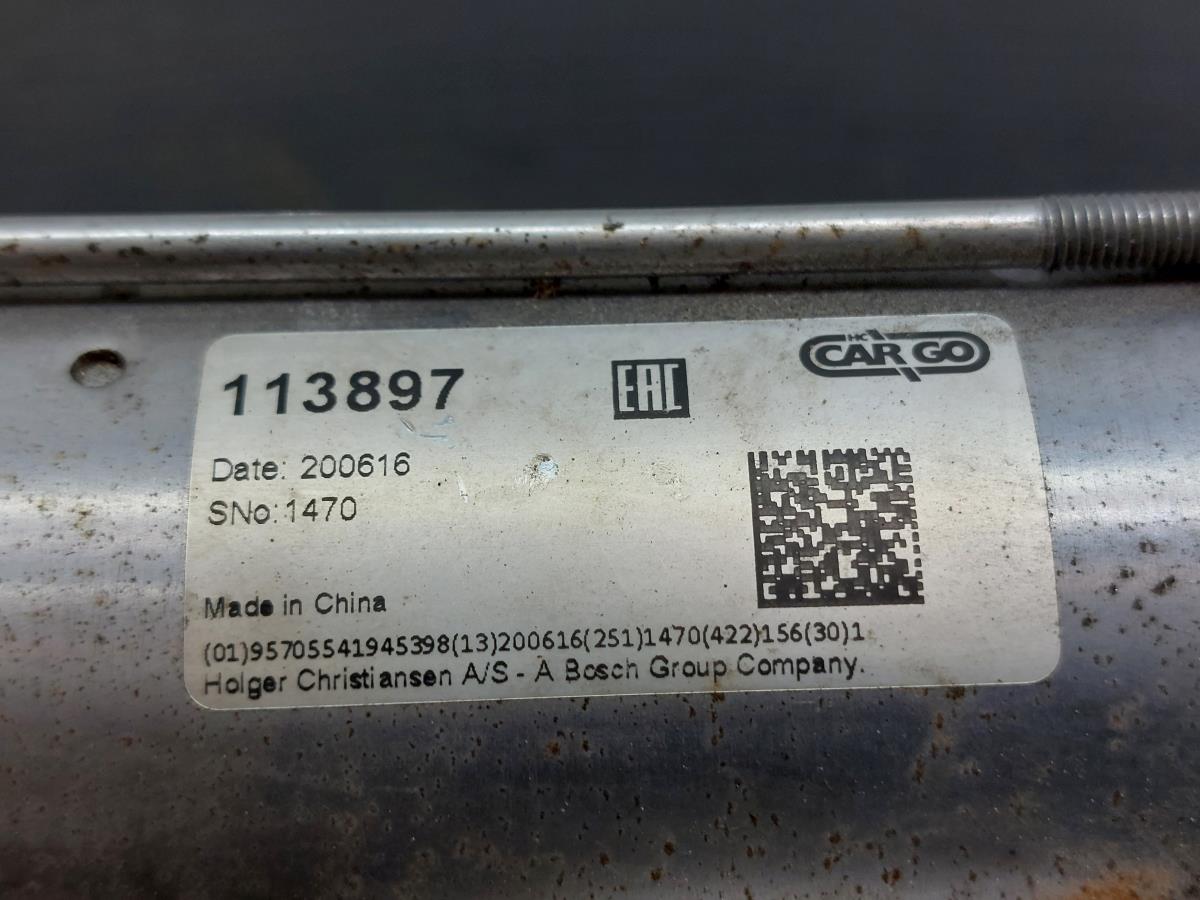 113897
EAC
HC
CARGO
Date: 200616
SNo:1470
Made in China
(01)95705541945398(13)200616(251)1470(422)156(30)1
Holger Christiansen A/S - A Bosch Group Company.